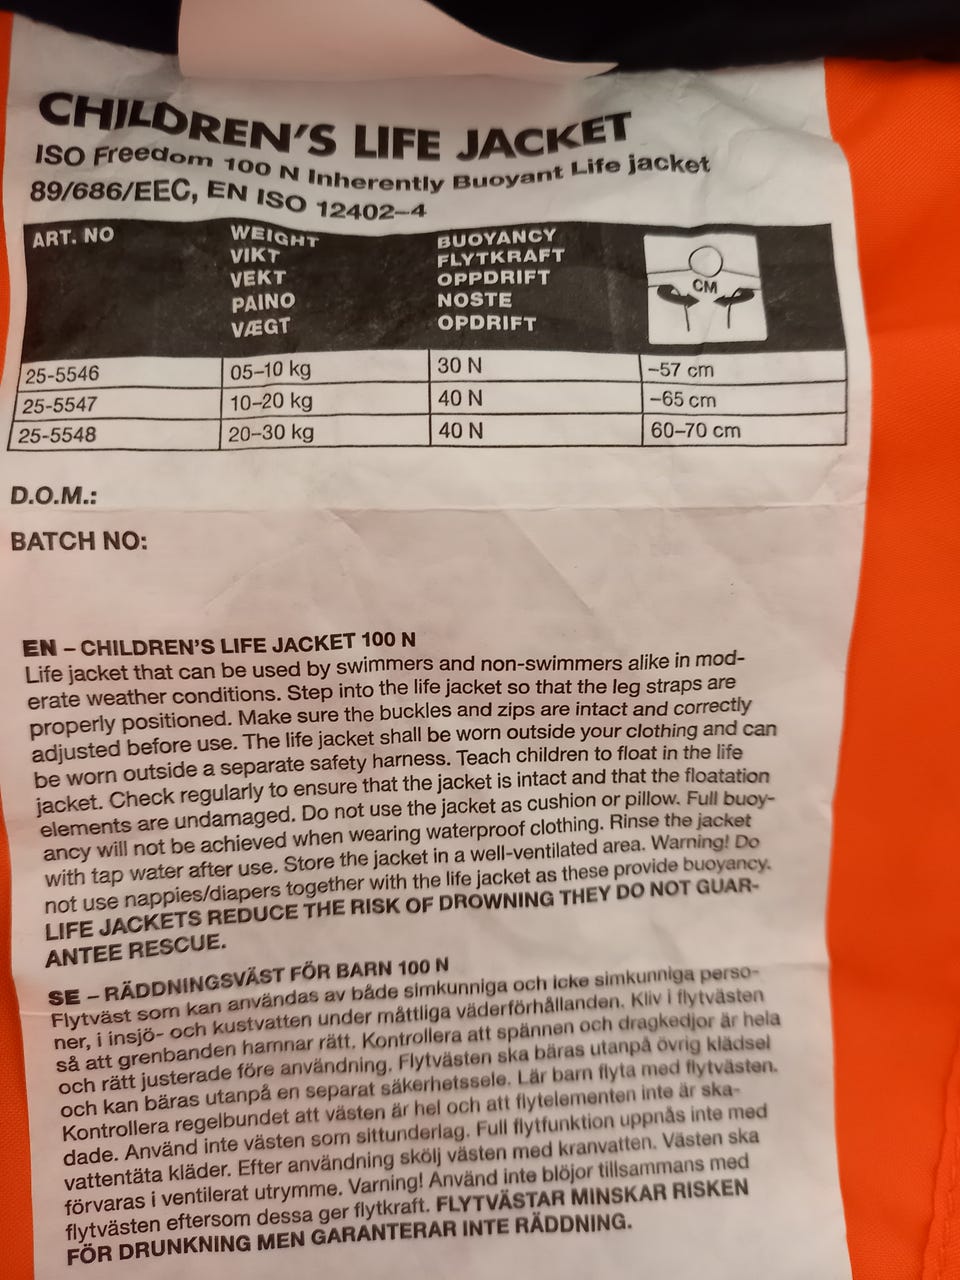 CHILDREN'S LIFE JACKET
ISO Freedom 100 N Inherently Buoyant Life jacket
89/686/EEC, EN ISO 12402–4
ART. NO WEIGHT BUOYANCY
VIKT FLYTKRAFT
VEKT OPPDRIFT
PAINO NOSTE
VÆGT OPDRIFT
CM
25-5546 05–10 kg 30 N –57 cm
25-5547 10–20 kg 40 N –65 cm
25-5548 20–30 kg 40 N 60–70 cm
D.O.M.:
BATCH NO:
EN – CHILDREN'S LIFE JACKET 100 N
Life jacket that can be used by swimmers and non-swimmers alike in mod-
erate weather conditions. Step into the life jacket so that the leg straps are
properly positioned. Make sure the buckles and zips are intact and correctly
adjusted before use. The life jacket shall be worn outside your clothing and can
be worn outside a separate safety harness. Teach children to float in the life
jacket. Check regularly to ensure that the jacket is intact and that the floatation
elements are undamaged. Do not use the jacket as cushion or pillow. Full buoy-
ancy will not be achieved when wearing waterproof clothing. Rinse the jacket
with tap water after use. Store the jacket in a well-ventilated area. Warning! Do
not use nappies/diapers together with the life jacket as these provide buoyancy.
LIFE JACKETS REDUCE THE RISK OF DROWNING THEY DO NOT GUAR-
ANTEE RESCUE.
SE – RÄDDNINGSVÄST FÖR BARN 100 N
Flytväst som kan användas av både simkunniga och icke simkunniga perso-
ner, i insjö- och kustvatten under måttliga väderförhållanden. Kliv i flytvästen
så att grenbanden hamnar rätt. Kontrollera att spännen och dragkedjor är hela
och rätt justerade före användning. Flytvästen ska bäras utanpå övrig klädsel
och kan bäras utanpå en separat säkerhetssele. Lär barn flyta med flytvästen.
Kontrollera regelbundet att västen är hel och att flytelementen inte är ska-
dade. Använd inte västen som sittunderlag. Full flytfunktion uppnås inte med
vattentäta kläder. Efter användning skölj västen med kranvatten. Västen ska
förvaras i ventilerat utrymme. Varning! Använd inte blöjor tillsammans med
flytvästen eftersom dessa ger flytkraft. FLYTVÄSTAR MINSKAR RISKEN
FÖR DRUNKNING MEN GARANTERAR INTE RÄDDNING.